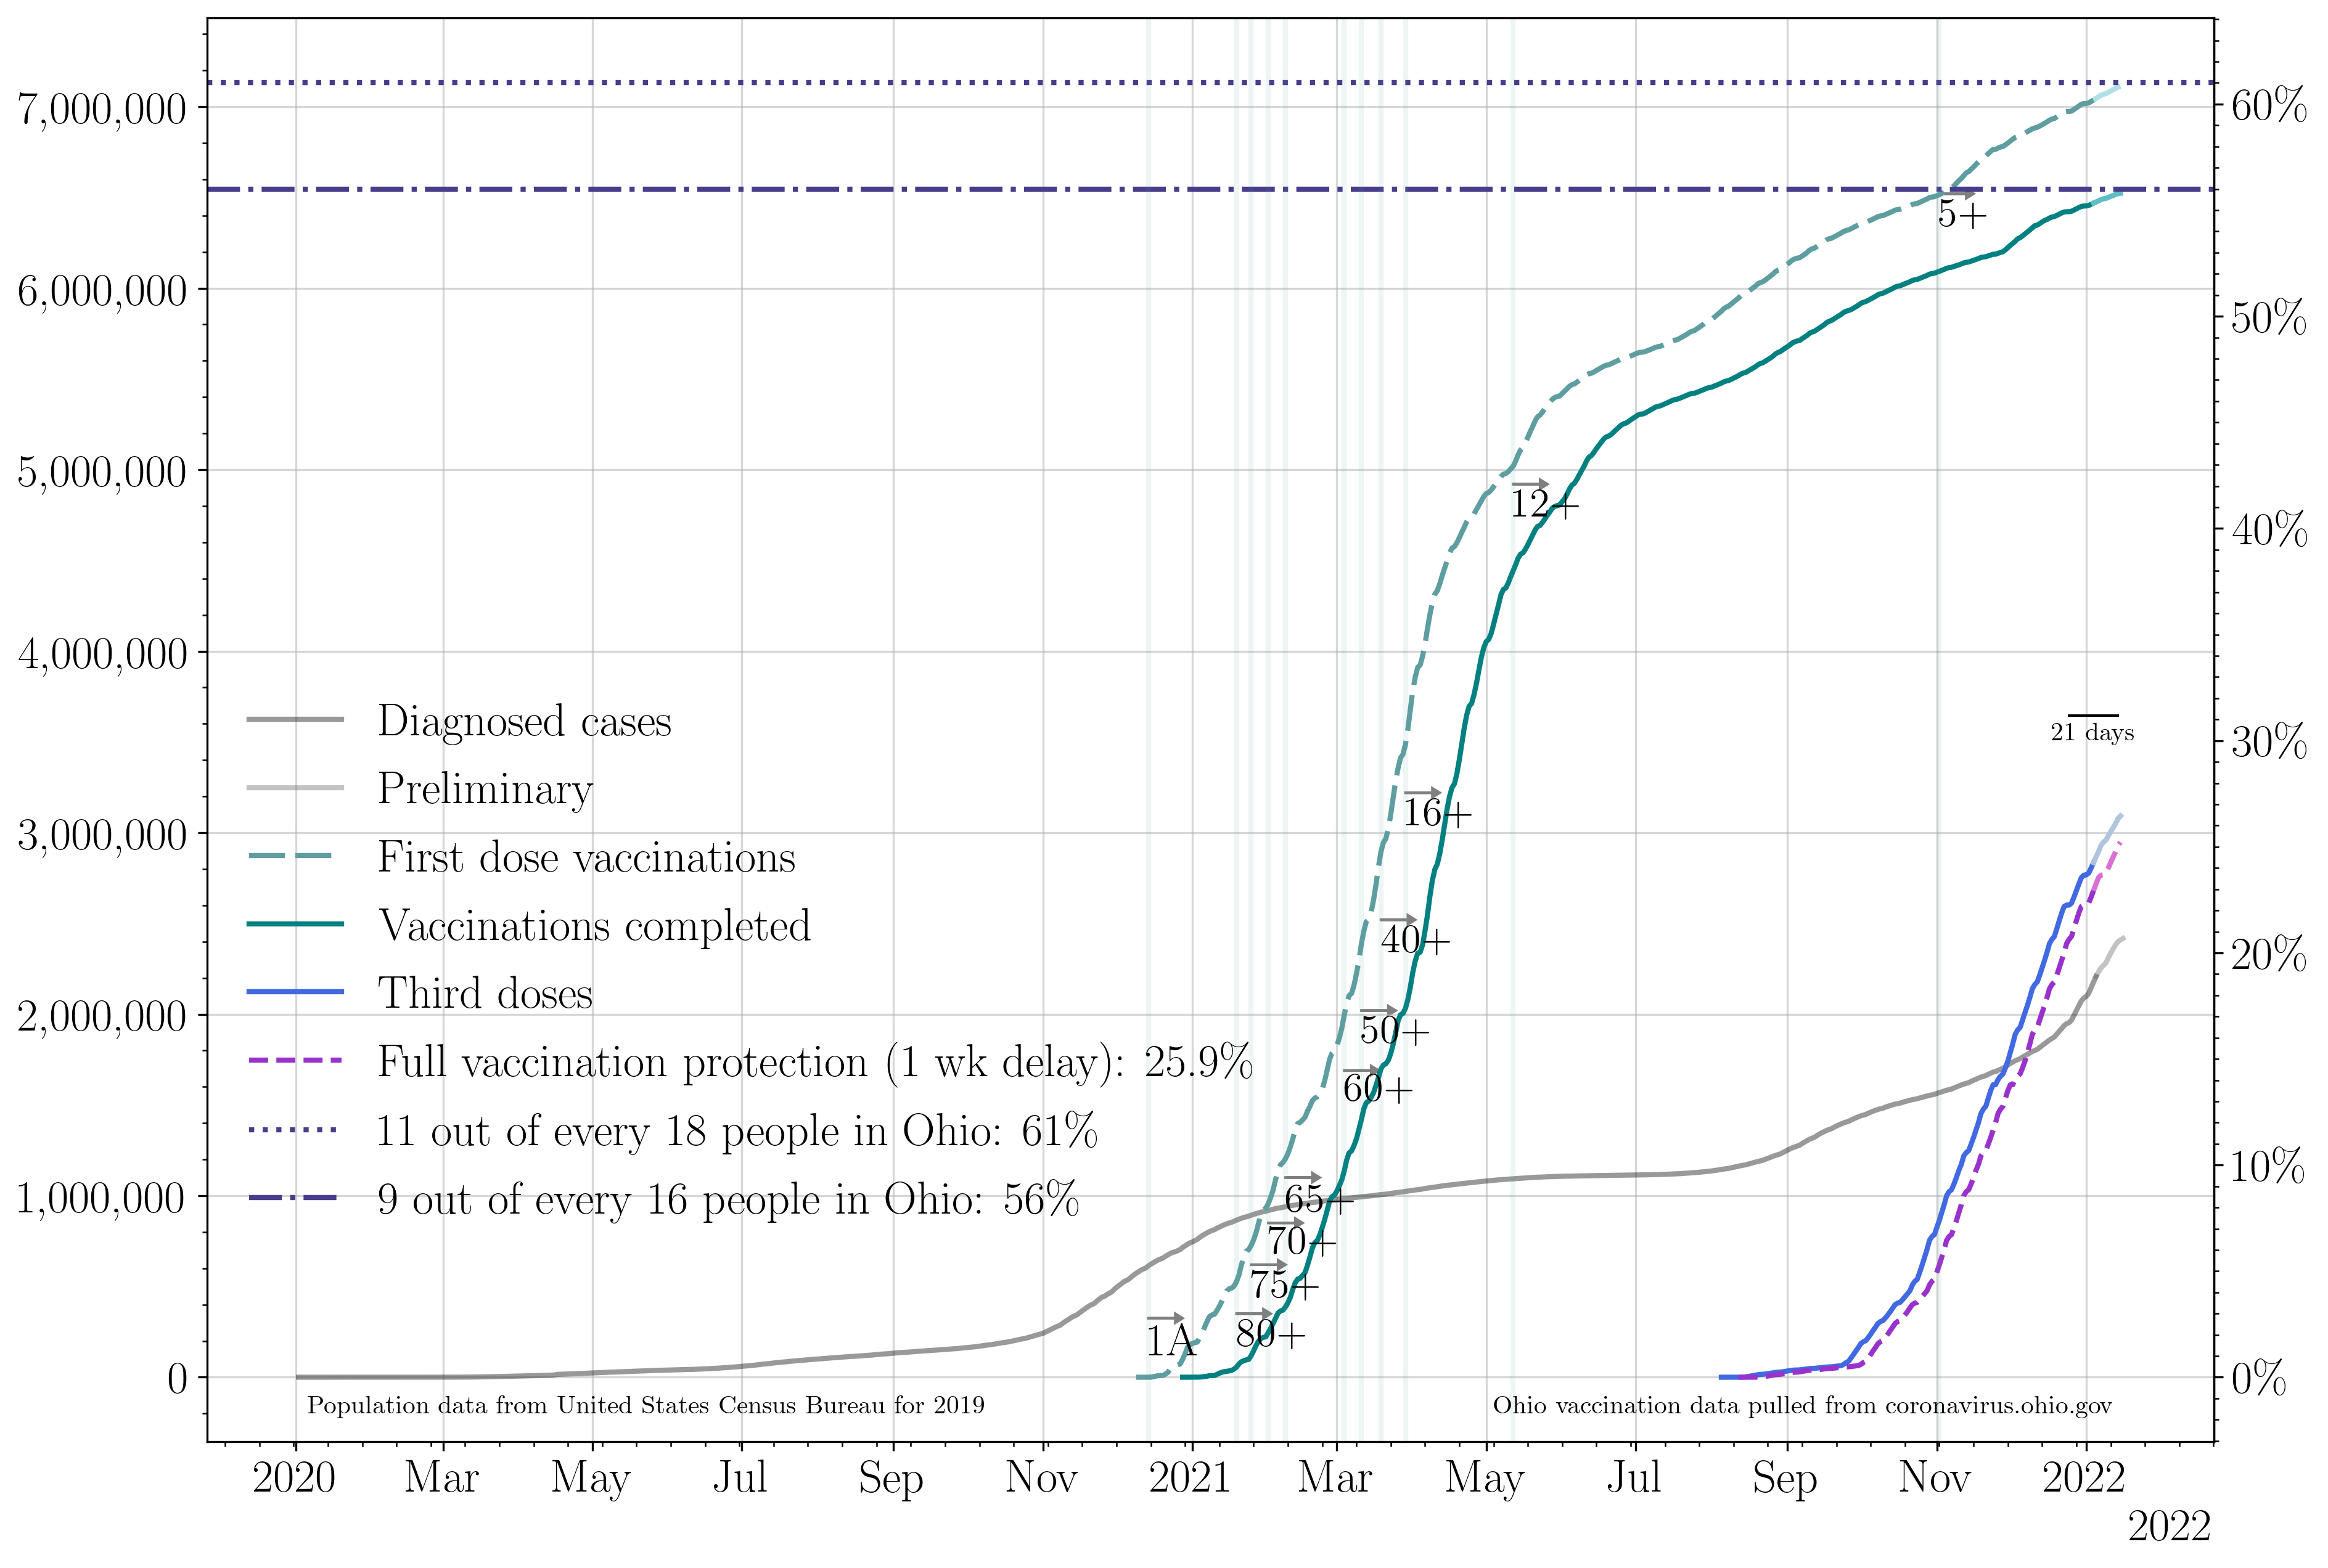 7,000,000
6,000,000
5,000,000
4,000,000
3,000,000
2,000,000
1,000,000
0
60%
50%
40%
30%
20%
10%
0%
5+
12+
16+
40+
50+
60+
65+
70+
75+
80+
1A
21 days
Diagnosed cases
Preliminary
First dose vaccinations
Vaccinations completed
Third doses
Full vaccination protection (1 wk delay): 25.9%
11 out of every 18 people in Ohio: 61%
9 out of every 16 people in Ohio: 56%
Population data from United States Census Bureau for 2019
Ohio vaccination data pulled from coronavirus.ohio.gov
2020 Mar May Jul Sep Nov 2021 Mar May Jul Sep Nov 2022
2022